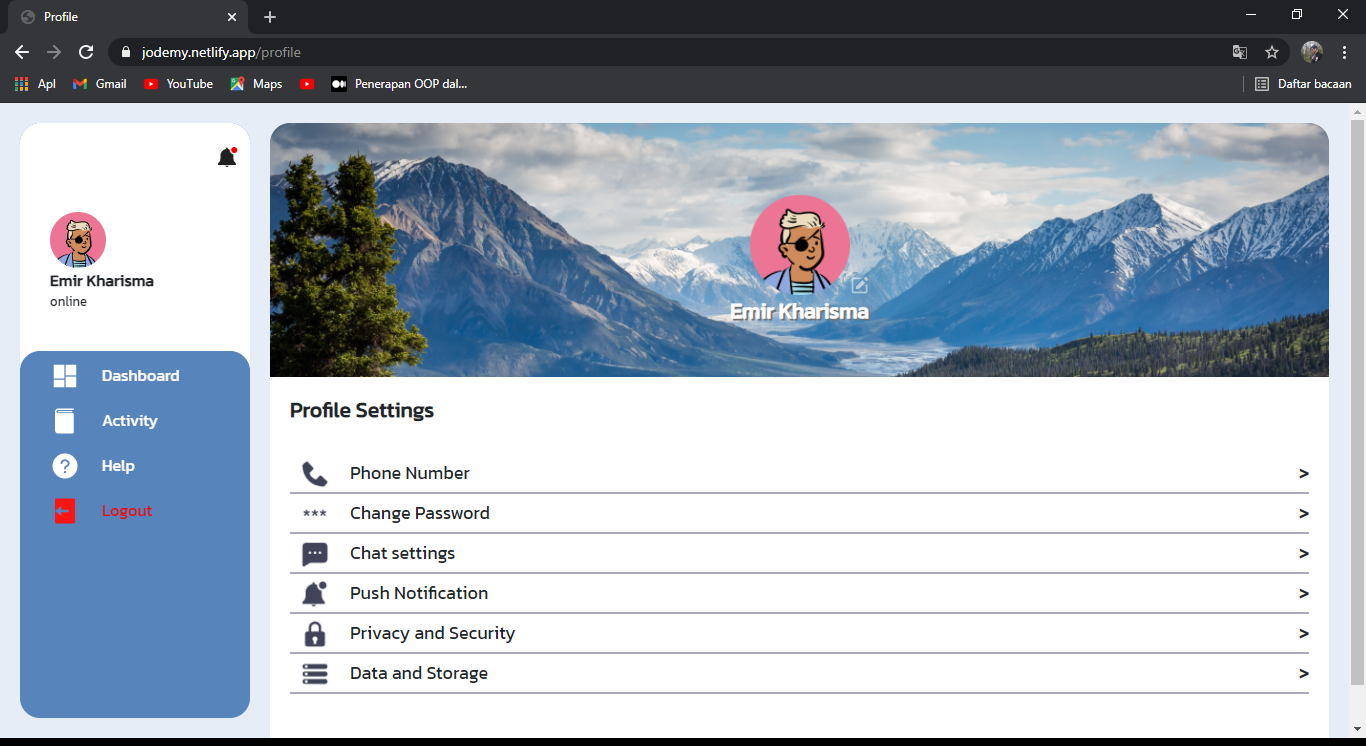 Profile
jodemy.netlify.app/profile
Apl Gmail YouTube Maps Penerapan OOP dal... Daftar bacaan
Emir Kharisma
online
Dashboard
Activity
Help
Logout
Emir Kharisma
Profile Settings
Phone Number >
*** Change Password >
Chat settings >
Push Notification >
Privacy and Security >
Data and Storage >